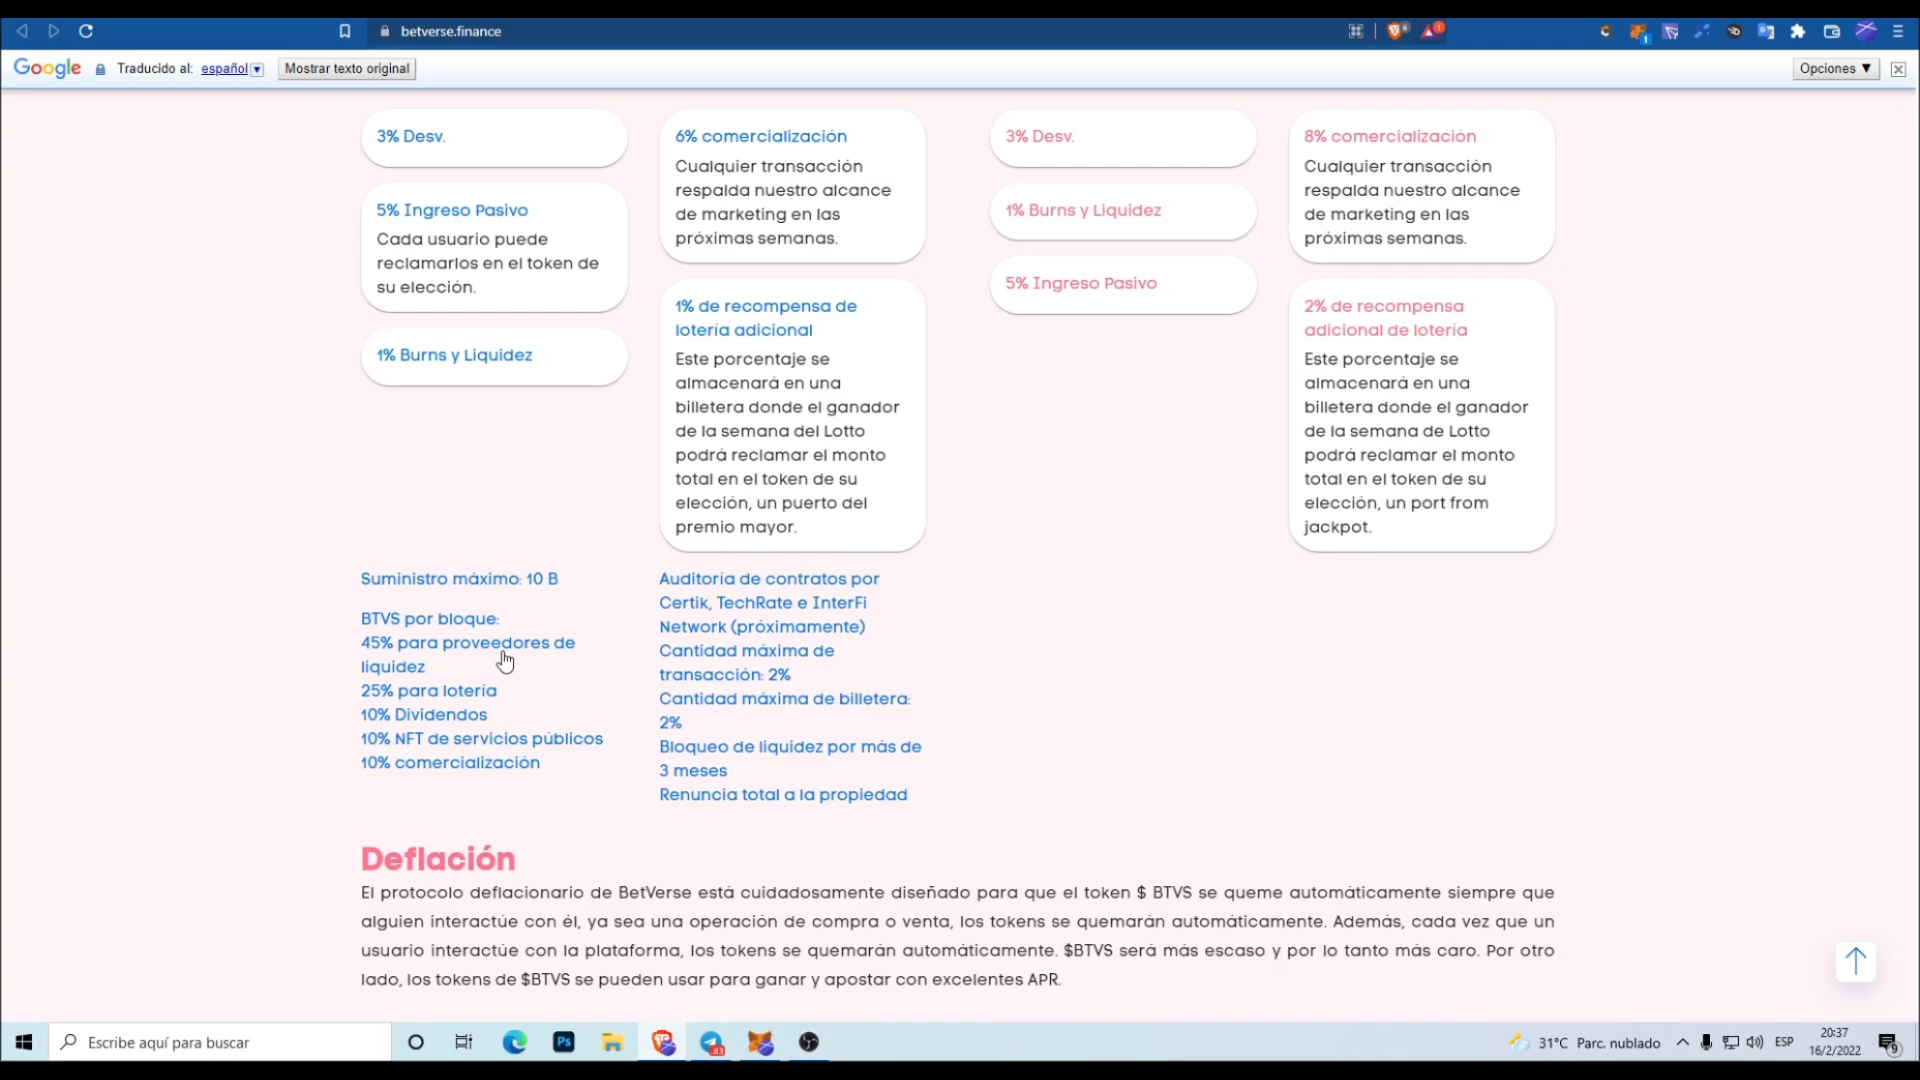 betverse.finance
6
1
1
Google Traducido al: español Mostrar texto original
Opciones ▼
3% Desv.
5% Ingreso Pasivo
Cada usuario puede
reclamarlos en el token de
su elección.
1% Burns y Liquidez
6% comercialización
Cualquier transacción
respalda nuestro alcance
de marketing en las
próximas semanas.
1% de recompensa de
lotería adicional
Este porcentaje se
almacenará en una
billetera donde el ganador
de la semana del Lotto
podrá reclamar el monto
total en el token de su
elección, un puerto del
premio mayor.
3% Desv.
1% Burns y Liquidez
5% Ingreso Pasivo
8% comercialización
Cualquier transacción
respalda nuestro alcance
de marketing en las
próximas semanas.
2% de recompensa
adicional de lotería
Este porcentaje se
almacenará en una
billetera donde el ganador
de la semana de Lotto
podrá reclamar el monto
total en el token de su
elección, un port from
jackpot.
Suministro máximo: 10 B
BTVS por bloque:
45% para proveedores de
liquidez
25% para lotería
10% Dividendos
10% NFT de servicios públicos
10% comercialización
Auditoría de contratos por
Certik, TechRate e InterFi
Network (próximamente)
Cantidad máxima de
transacción: 2%
Cantidad máxima de billetera:
2%
Bloqueo de liquidez por más de
3 meses
Renuncia total a la propiedad
Deflación
El protocolo deflacionario de BetVerse está cuidadosamente diseñado para que el token $ BTVS se queme automáticamente siempre que
alguien interactúe con él, ya sea una operación de compra o venta, los tokens se quemarán automáticamente. Además, cada vez que un
usuario interactúe con la plataforma, los tokens se quemarán automáticamente. $BTVS será más escaso y por lo tanto más caro. Por otro
lado, los tokens de $BTVS se pueden usar para ganar y apostar con excelentes APR.
Escribe aquí para buscar
Ps
83
31°C Parc. nublado
ESP
20:37
16/2/2022
9